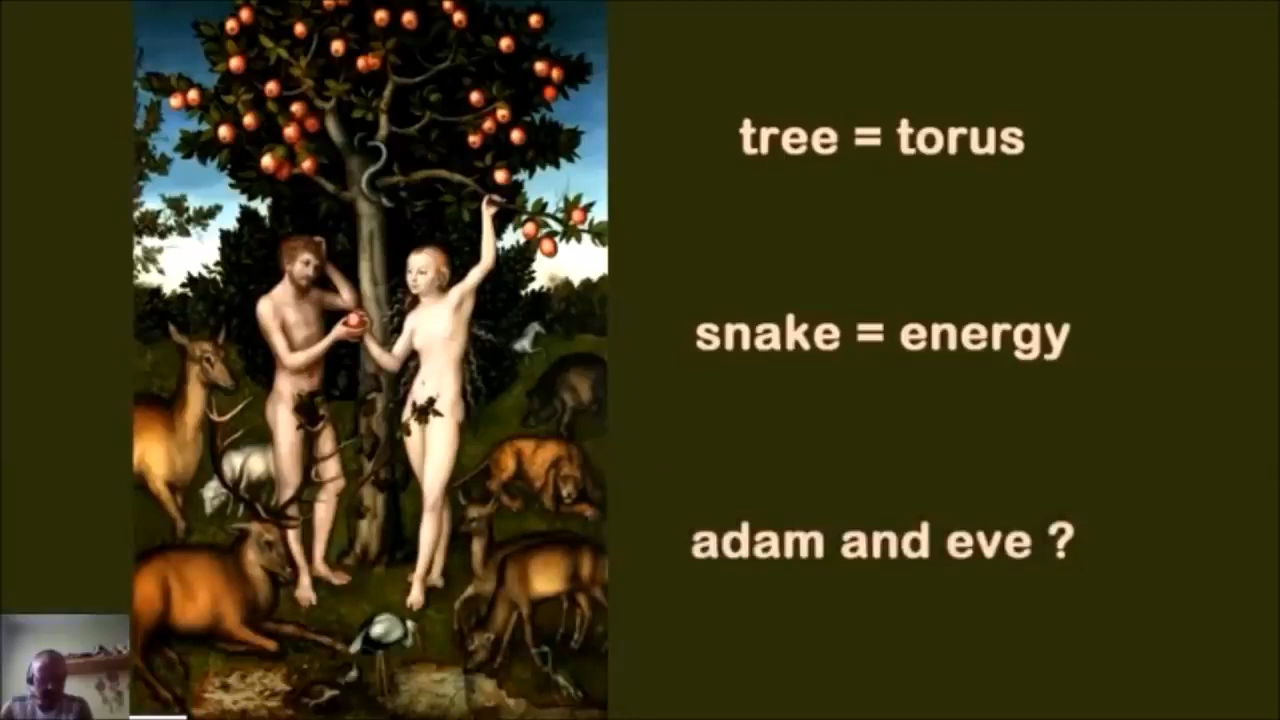 tree = torus
snake = energy
adam and eve ?